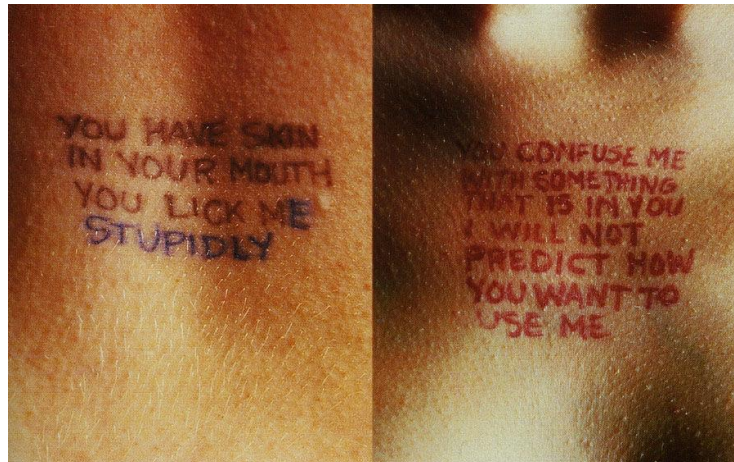 YOU HAVE SKIN
IN YOUR MOUTH
YOU LICK ME
STUPIDLY
YOU CONFUSE ME
WITH SOMETHING
THAT IS IN YOU
I WILL NOT
PREDICT HOW
YOU WANT TO
USE ME